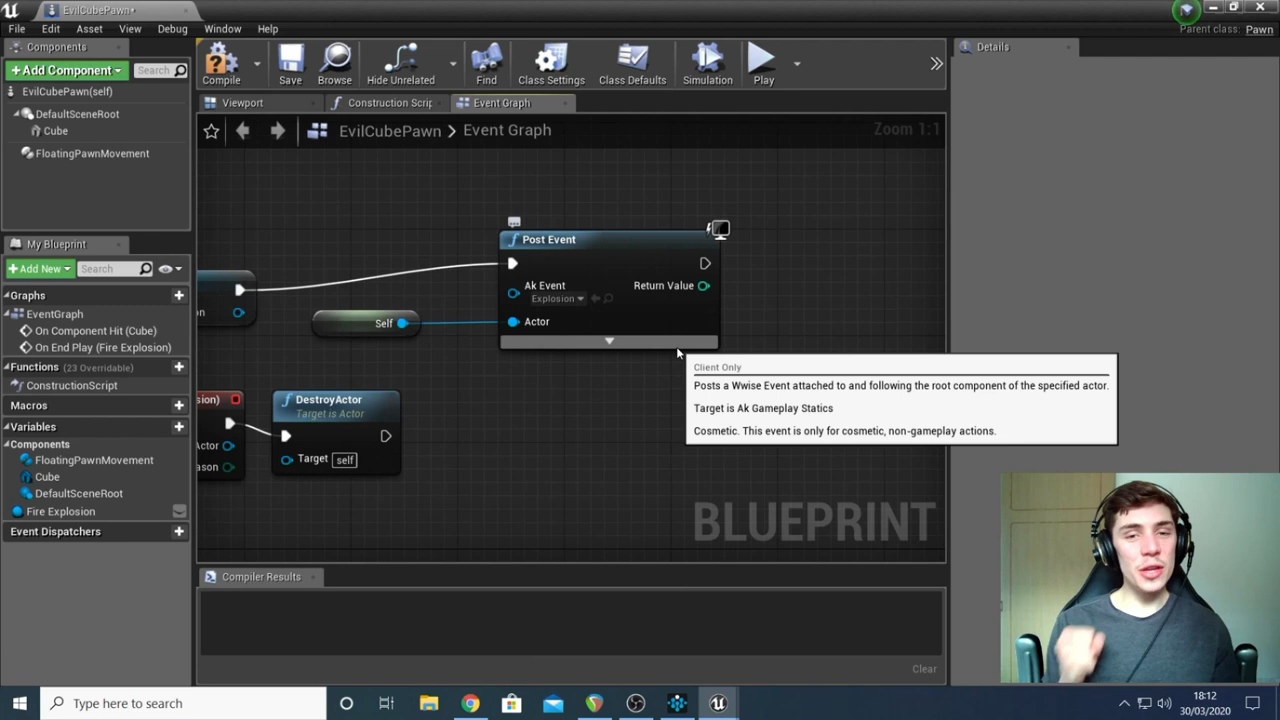 EvilCubePawn*
File Edit Asset View Debug Window Help
Parent class: Pawn
Components
+Add Component
Search
EvilCubePawn(self)
DefaultSceneRoot
Cube
FloatingPawnMovement
My Blueprint
+Add New
Search
Graphs
EventGraph
On Component Hit (Cube)
On End Play (Fire Explosion)
Functions (23 Overridable)
ConstructionScript
Macros
Variables
Components
FloatingPawnMovement
Cube
DefaultSceneRoot
Fire Explosion
Event Dispatchers
Compile Save Browse Hide Unrelated Find Class Settings Class Defaults Simulation Play
Viewport Construction Scrip Event Graph
EvilCubePawn > Event Graph
Zoom 1:1
Post Event
Ak Event
Explosion
Return Value
Actor
Self
on
sion)
Actor
ason
DestroyActor
Target is Actor
Target self
Client Only
Posts a Wwise Event attached to and following the root component of the specified actor.
Target is Ak Gameplay Statics
Cosmetic. This event is only for cosmetic, non-gameplay actions.
BLUEPRINT
Compiler Results
Clear
Details
Type here to search
18:12
30/03/2020